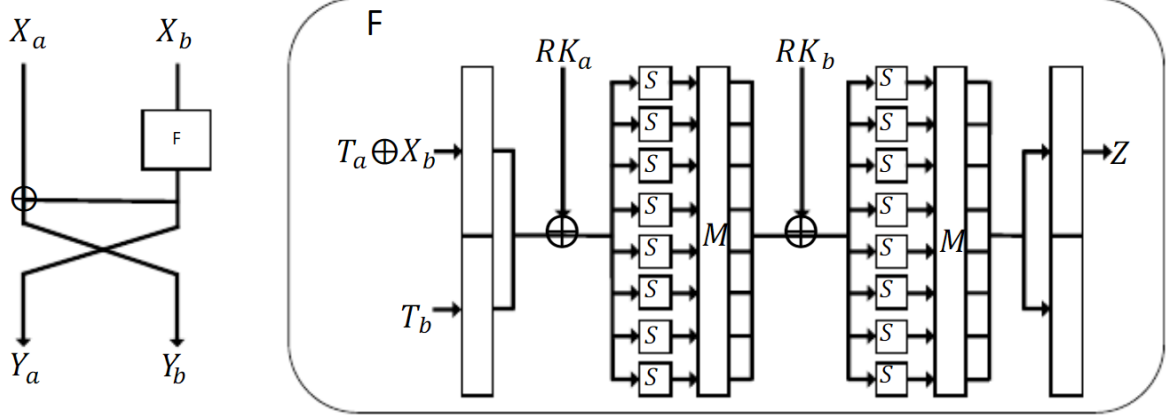 X_a X_b
F
F
Y_a Y_b
RK_a RK_b
T_a⊕X_b
T_b
S S
S S
S S
S S
M M
S S
S S
S S
S S
Z